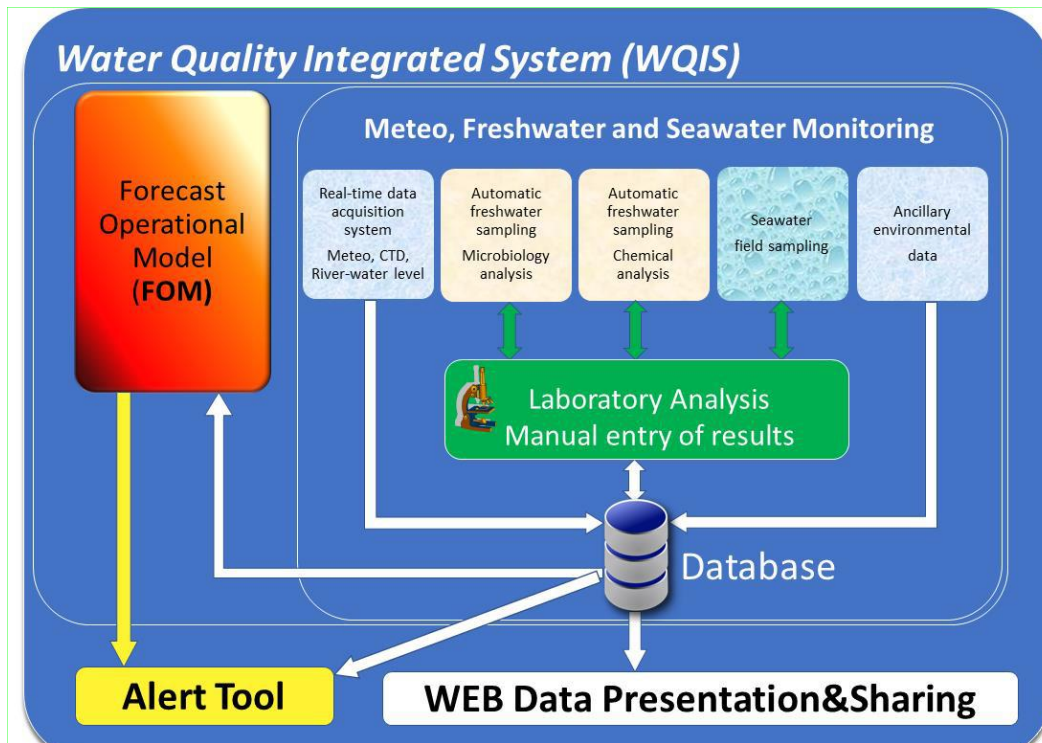 Water Quality Integrated System (WQIS)
Forecast
Operational
Model
(FOM)
Meteo, Freshwater and Seawater Monitoring
Real-time data
acquisition
system
Meteo, CTD,
River-water level
Automatic
freshwater
sampling
Microbiology
analysis
Automatic
freshwater
sampling
Chemical
analysis
Seawater
field sampling
Ancillary
environmental
data
Laboratory Analysis
Manual entry of results
Database
Alert Tool
WEB Data Presentation&Sharing